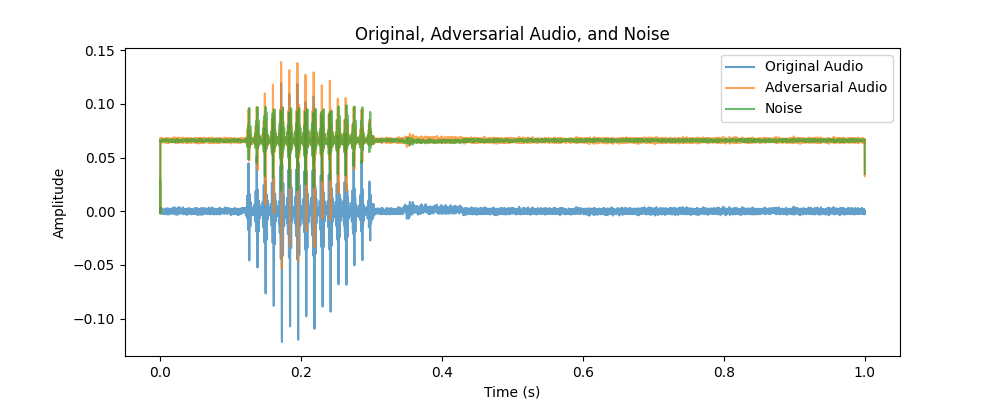 Original, Adversarial Audio, and Noise
0.15
0.10
0.05
0.00
−0.05
−0.10
Amplitude
Original Audio
Adversarial Audio
Noise
0.0 0.2 0.4 0.6 0.8 1.0
Time (s)